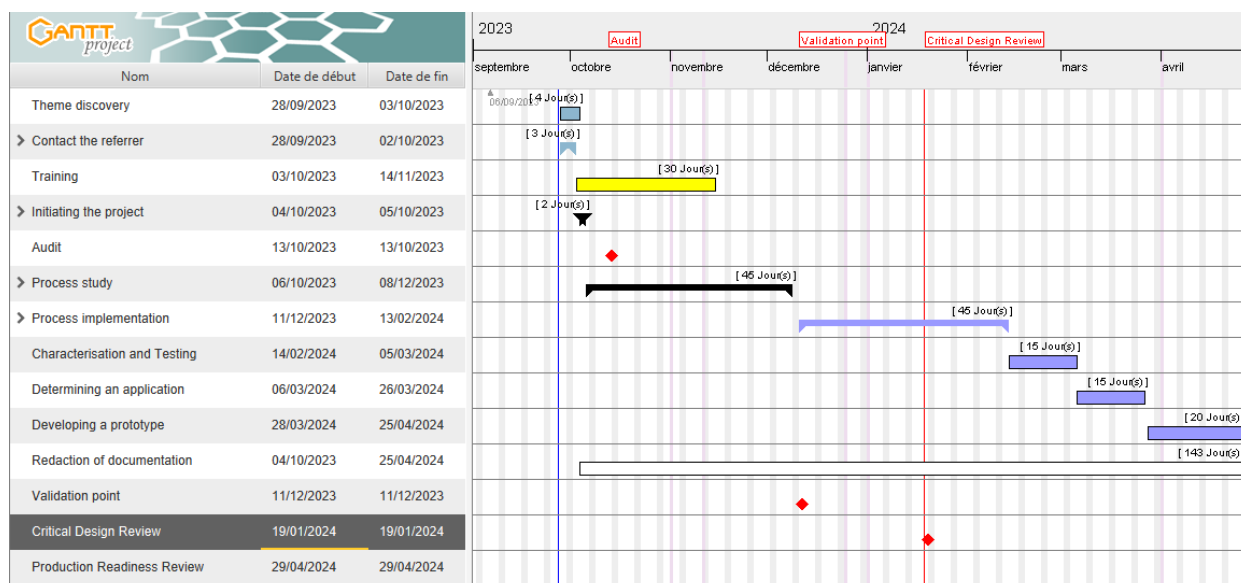 GANTT
project
2023
2024
Audit
Validation point
Critical Design Review
Nom
Date de début
Date de fin
septembre
octobre
novembre
décembre
janvier
février
mars
avril
06/09/2023
Theme discovery 28/09/2023 03/10/2023 [ 4 Jour(s) ]
Contact the referrer 28/09/2023 02/10/2023 [ 3 Jour(s) ]
Training 03/10/2023 14/11/2023 [ 30 Jour(s) ]
Initiating the project 04/10/2023 05/10/2023 [ 2 Jour(s) ]
Audit 13/10/2023 13/10/2023
Process study 06/10/2023 08/12/2023 [ 45 Jour(s) ]
Process implementation 11/12/2023 13/02/2024 [ 45 Jour(s) ]
Characterisation and Testing 14/02/2024 05/03/2024 [ 15 Jour(s) ]
Determining an application 06/03/2024 26/03/2024 [ 15 Jour(s) ]
Developing a prototype 28/03/2024 25/04/2024 [ 20 Jour(s)
Redaction of documentation 04/10/2023 25/04/2024 [ 143 Jour(s)
Validation point 11/12/2023 11/12/2023
Critical Design Review 19/01/2024 19/01/2024
Production Readiness Review 29/04/2024 29/04/2024